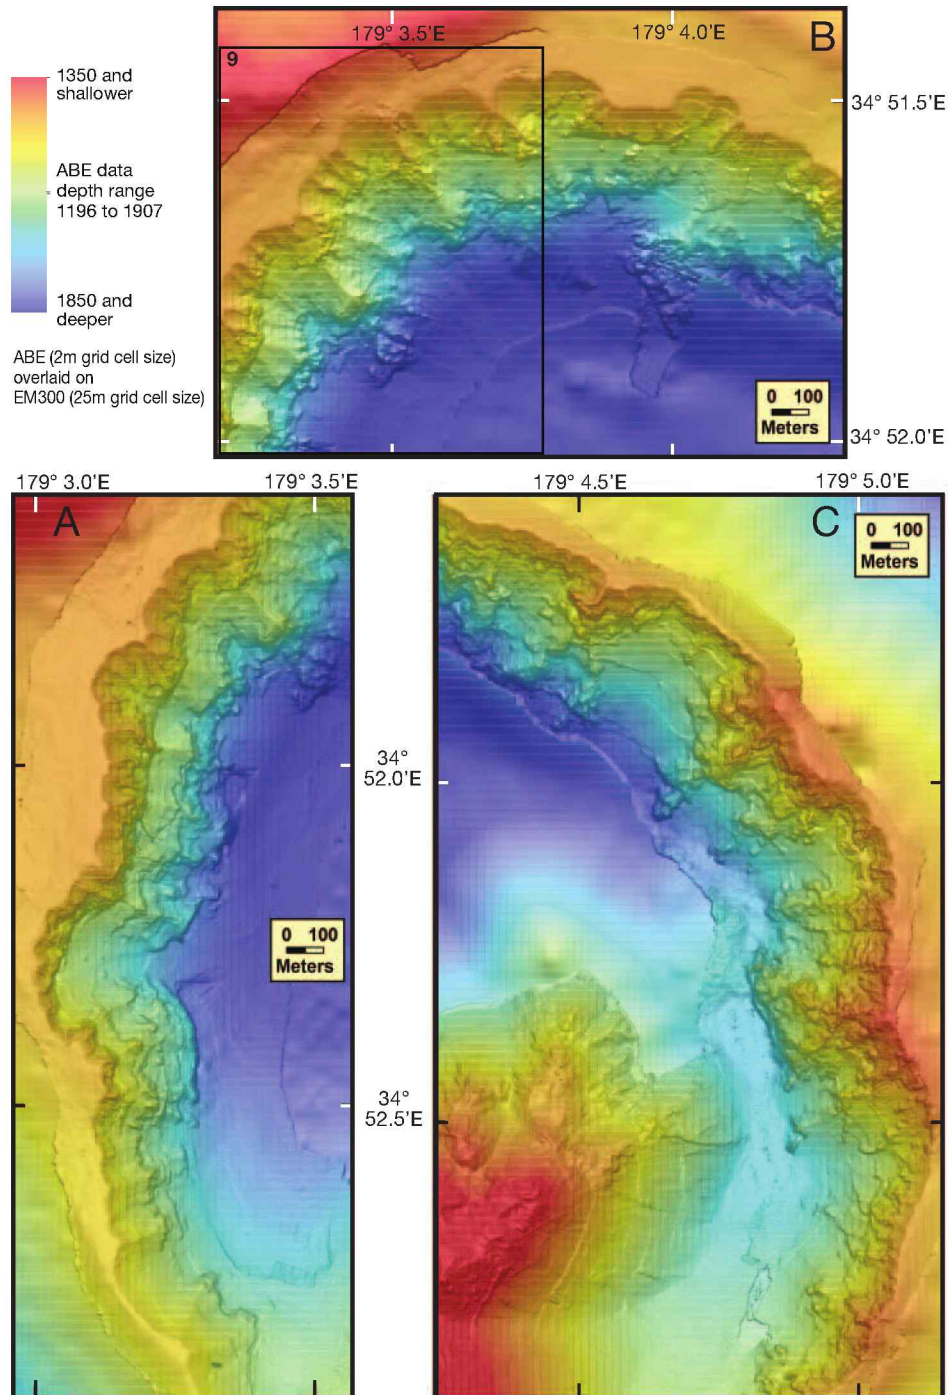 179° 3.5'E
179° 4.0'E
B
9
1350 and
shallower
ABE data
depth range
1196 to 1907
1850 and
deeper
ABE (2m grid cell size)
overlaid on
EM300 (25m grid cell size)
34° 51.5'E
0 100
Meters
34° 52.0'E
179° 3.0'E
179° 3.5'E
179° 4.5'E
179° 5.0'E
A
C
0 100
Meters
34°
52.0'E
0 100
Meters
34°
52.5'E